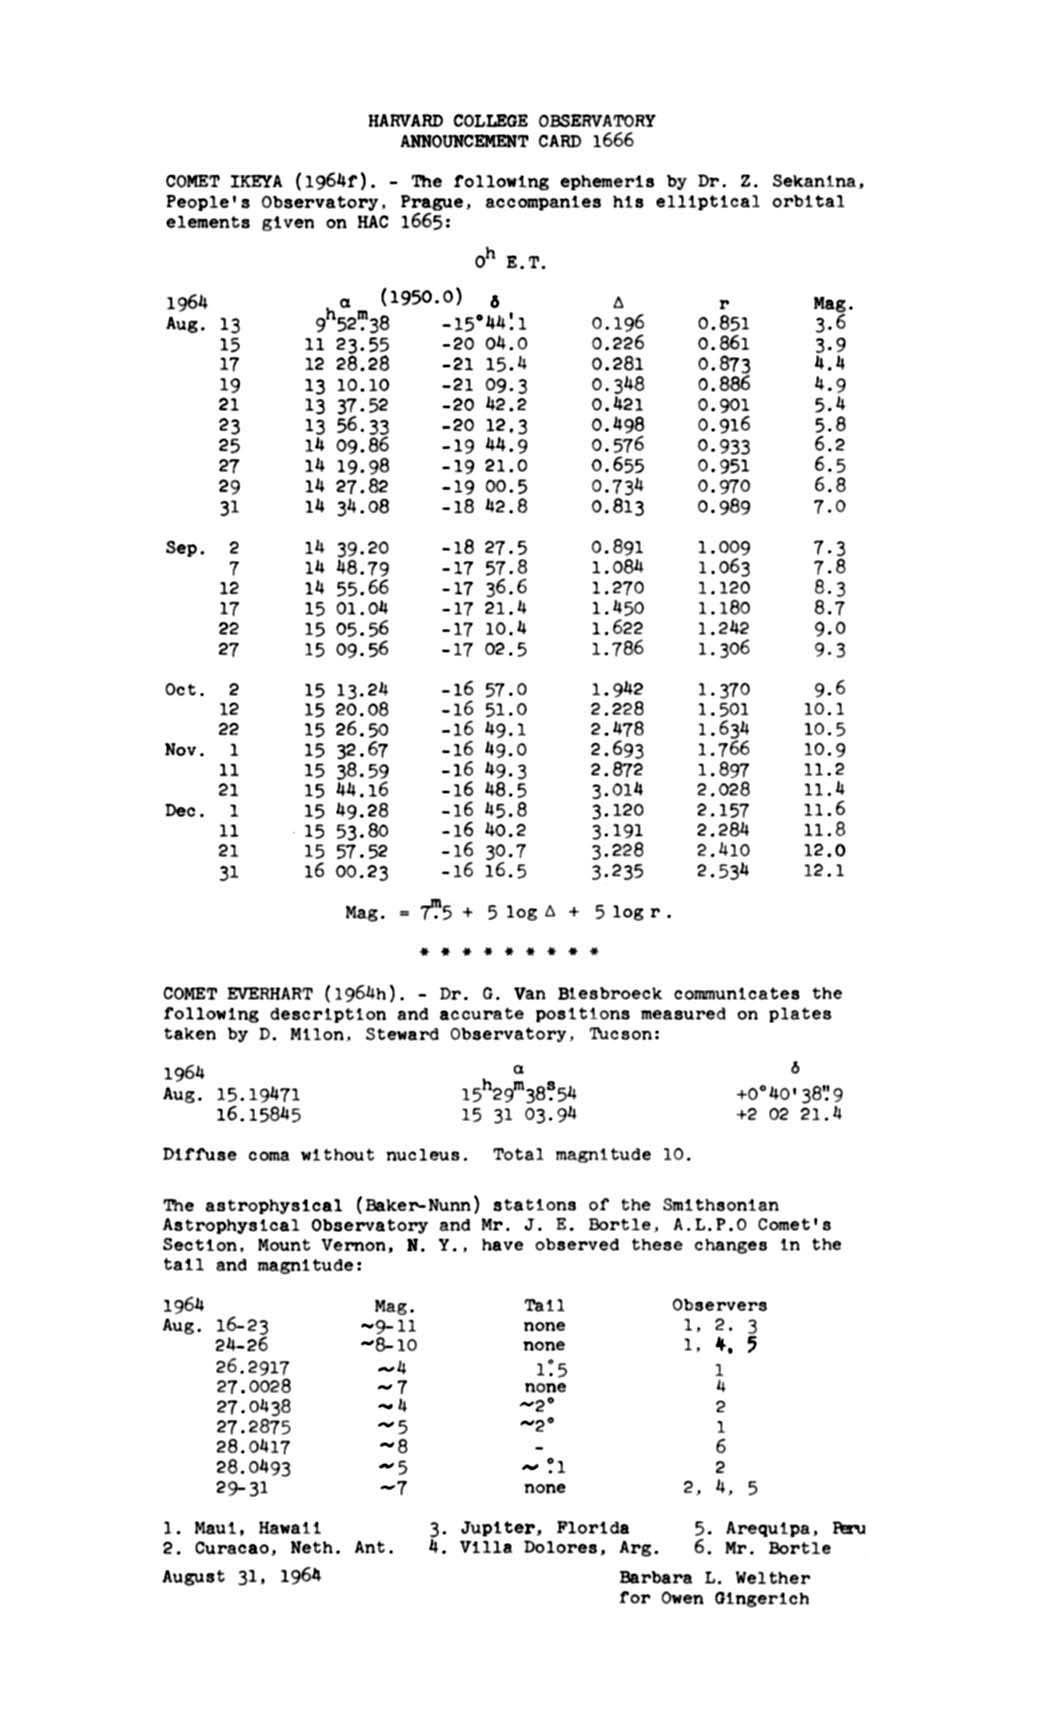 HARVARD COLLEGE OBSERVATORY
ANNOUNCEMENT CARD 1666
COMET IKEYA (1964f). - The following ephemeris by Dr. Z. Sekanina,
People's Observatory, Prague, accompanies his elliptical orbital
elements given on HAC 1665:
0ʰ E.T.
1964 α (1950.0) δ Δ r Mag.
Aug. 13 9ʰ52ᵐ.38 -15°44'.1 0.196 0.851 3.6
15 11 23.55 -20 04.0 0.226 0.861 3.9
17 12 28.28 -21 15.4 0.281 0.873 4.4
19 13 10.10 -21 09.3 0.348 0.886 4.9
21 13 37.52 -20 42.2 0.421 0.901 5.4
23 13 56.33 -20 12.3 0.498 0.916 5.8
25 14 09.86 -19 44.9 0.576 0.933 6.2
27 14 19.98 -19 21.0 0.655 0.951 6.5
29 14 27.82 -19 00.5 0.734 0.970 6.8
31 14 34.08 -18 42.8 0.813 0.989 7.0
Sep. 2 14 39.20 -18 27.5 0.891 1.009 7.3
7 14 48.79 -17 57.8 1.084 1.063 7.8
12 14 55.66 -17 36.6 1.270 1.120 8.3
17 15 01.04 -17 21.4 1.450 1.180 8.7
22 15 05.56 -17 10.4 1.622 1.242 9.0
27 15 09.56 -17 02.5 1.786 1.306 9.3
Oct. 2 15 13.24 -16 57.0 1.942 1.370 9.6
12 15 20.08 -16 51.0 2.228 1.501 10.1
22 15 26.50 -16 49.1 2.478 1.634 10.5
Nov. 1 15 32.67 -16 49.0 2.693 1.766 10.9
11 15 38.59 -16 49.3 2.872 1.897 11.2
21 15 44.16 -16 48.5 3.014 2.028 11.4
Dec. 1 15 49.28 -16 45.8 3.120 2.157 11.6
11 15 53.80 -16 40.2 3.191 2.284 11.8
21 15 57.52 -16 30.7 3.228 2.410 12.0
31 16 00.23 -16 16.5 3.235 2.534 12.1
Mag. = 7ᵐ.5 + 5 log Δ + 5 log r.
* * * * * * * * *
COMET EVERHART (1964h). - Dr. G. Van Biesbroeck communicates the
following description and accurate positions measured on plates
taken by D. Milon, Steward Observatory, Tucson:
1964 α δ
Aug. 15.19471 15ʰ29ᵐ38ˢ.54 +0°40'38".9
16.15845 15 31 03.94 +2 02 21.4
Diffuse coma without nucleus. Total magnitude 10.
The astrophysical (Baker-Nunn) stations of the Smithsonian
Astrophysical Observatory and Mr. J. E. Bortle, A.L.P.O Comet's
Section, Mount Vernon, N. Y., have observed these changes in the
tail and magnitude:
1964 Mag. Tail Observers
Aug. 16-23 ~9-11 none 1, 2. 3
24-26 ~8-10 none 1, 4, 5
26.2917 ~4 1°.5 1
27.0028 ~7 none 4
27.0438 ~4 ~2° 2
27.2875 ~5 ~2° 1
28.0417 ~8 - 6
28.0493 ~5 ~ °.1 2
29-31 ~7 none 2, 4, 5
1. Maui, Hawaii 3. Jupiter, Florida 5. Arequipa, Peru
2. Curacao, Neth. Ant. 4. Villa Dolores, Arg. 6. Mr. Bortle
August 31, 1964 Barbara L. Welther
for Owen Gingerich